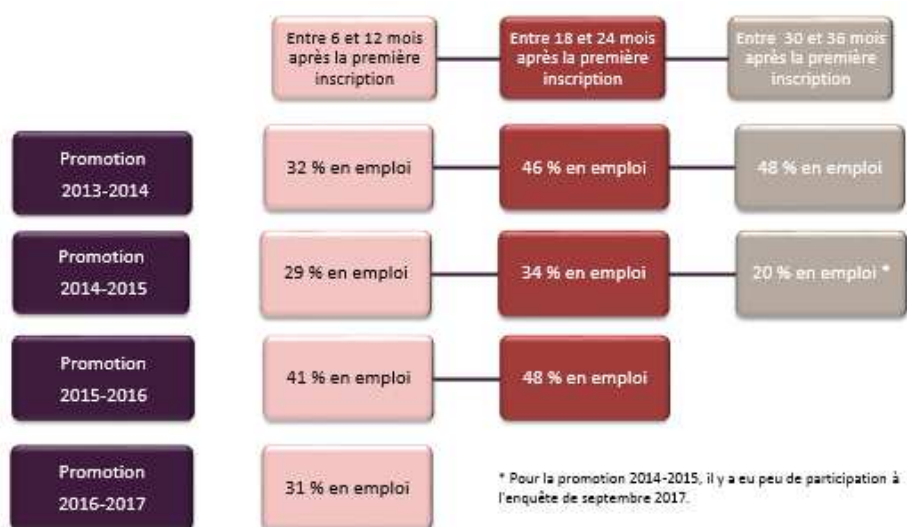 Entre 6 et 12 mois
après la première
inscription
Entre 18 et 24 mois
après la première
inscription
Entre 30 et 36 mois
après la première
inscription
Promotion
2013-2014
32 % en emploi
46 % en emploi
48 % en emploi
Promotion
2014-2015
29 % en emploi
34 % en emploi
20 % en emploi *
Promotion
2015-2016
41 % en emploi
48 % en emploi
Promotion
2016-2017
31 % en emploi
* Pour la promotion 2014-2015, il y a eu peu de participation à
l'enquête de septembre 2017.